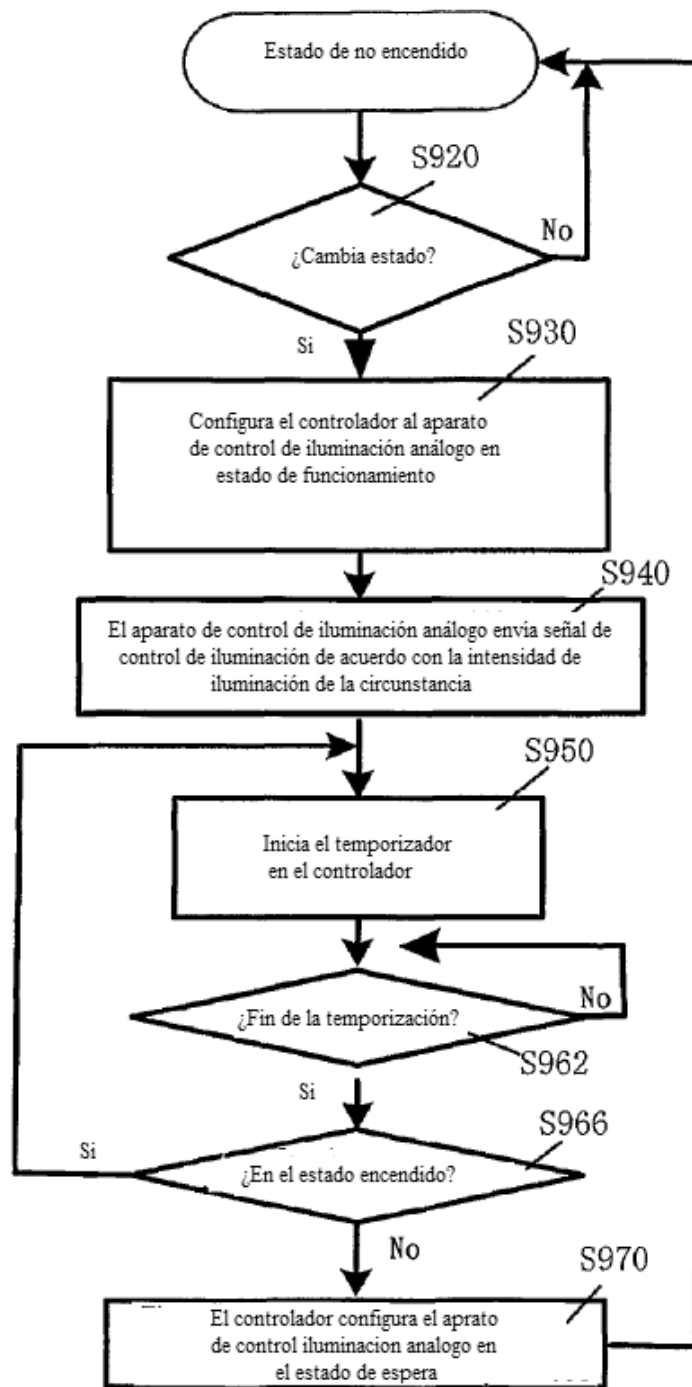 Estado de no encendido
S920
¿Cambia estado?
No
Si
S930
Configura el controlador al aparato
de control de iluminación análogo en
estado de funcionamiento
S940
El aparato de control de iluminación análogo envia señal de
control de iluminación de acuerdo con la intensidad de
iluminación de la circunstancia
S950
Inicia el temporizador
en el controlador
¿Fin de la temporización?
No
S962
Si
S966
¿En el estado encendido?
Si
No
S970
El controlador configura el aprato
de control iluminacion analogo en
el estado de espera